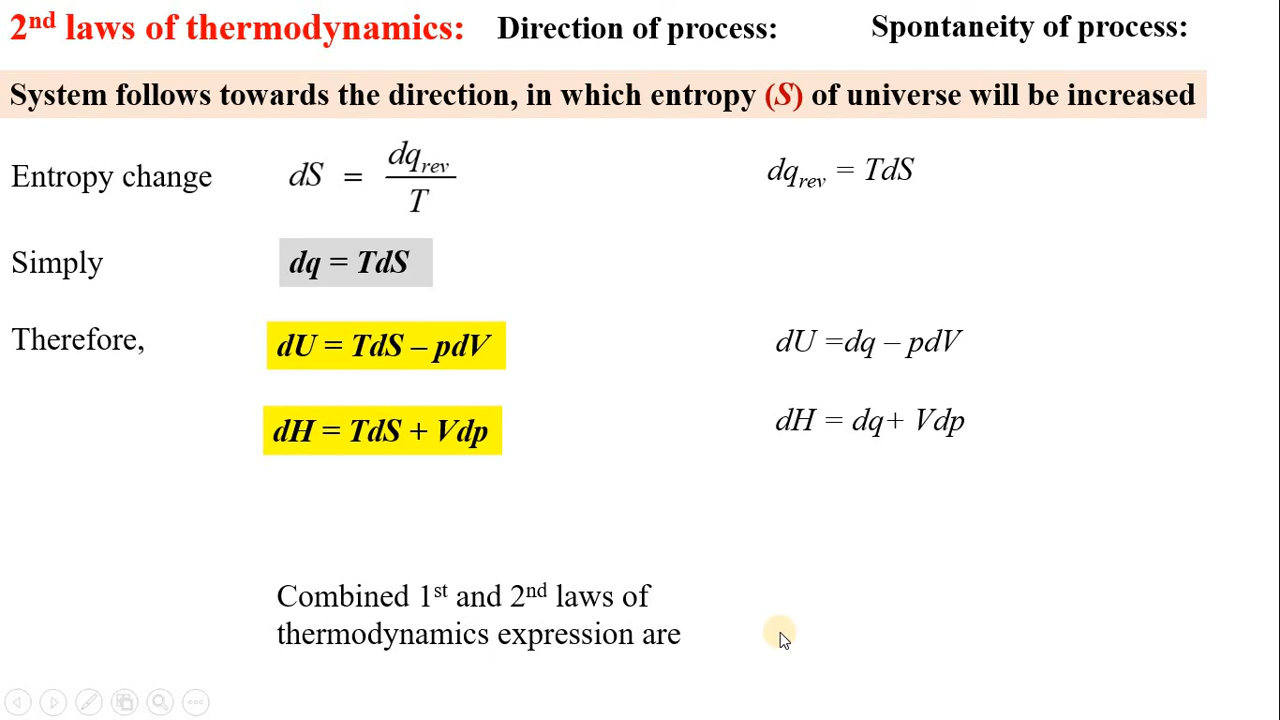 2nd laws of thermodynamics: Direction of process: Spontaneity of process:
System follows towards the direction, in which entropy (S) of universe will be increased
Entropy change dS = dq_rev / T dq_rev = TdS
Simply dq = TdS
Therefore, dU = TdS – pdV dU =dq – pdV
dH = TdS + Vdp dH = dq+ Vdp
Combined 1st and 2nd laws of
thermodynamics expression are